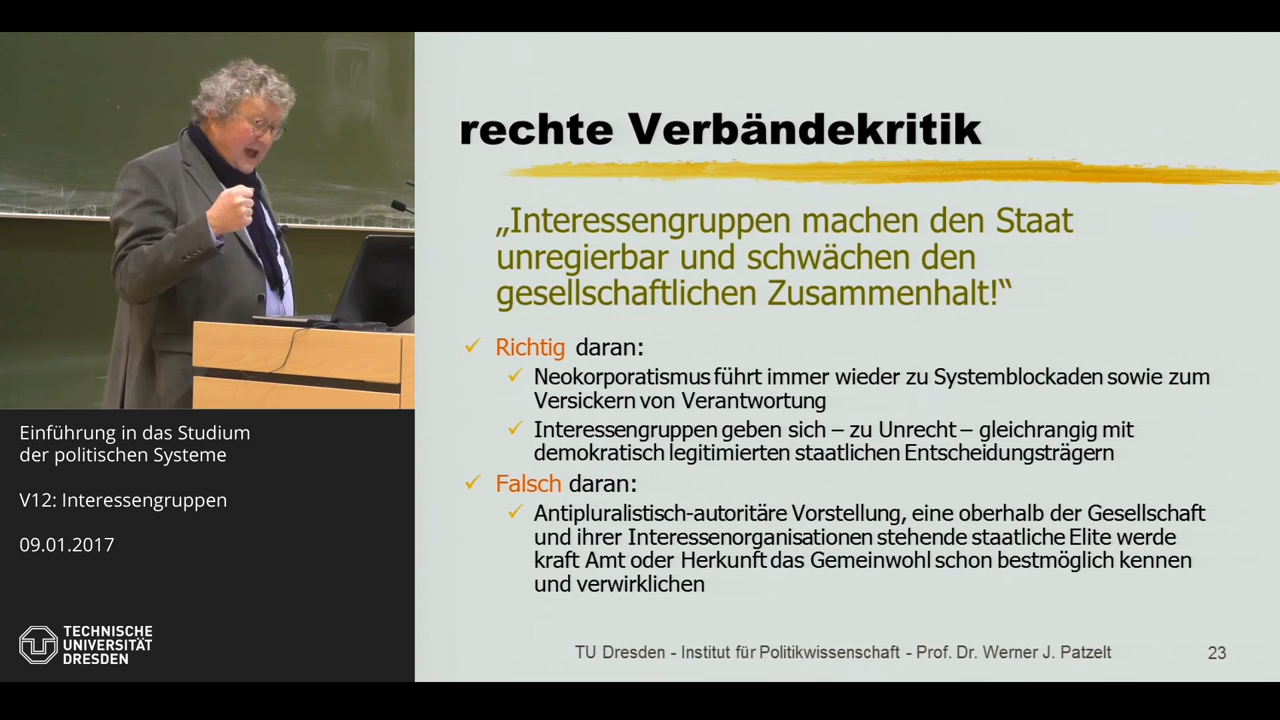 rechte Verbändekritik
„Interessengruppen machen den Staat
unregierbar und schwächen den
gesellschaftlichen Zusammenhalt!“
Richtig daran:
Neokorporatismus führt immer wieder zu Systemblockaden sowie zum
Versickern von Verantwortung
Interessengruppen geben sich – zu Unrecht – gleichrangig mit
demokratisch legitimierten staatlichen Entscheidungsträgern
Falsch daran:
Antipluralistisch-autoritäre Vorstellung, eine oberhalb der Gesellschaft
und ihrer Interessenorganisationen stehende staatliche Elite werde
kraft Amt oder Herkunft das Gemeinwohl schon bestmöglich kennen
und verwirklichen
TU Dresden - Institut für Politikwissenschaft - Prof. Dr. Werner J. Patzelt
23
Einführung in das Studium
der politischen Systeme
V12: Interessengruppen
09.01.2017
TECHNISCHE
UNIVERSITÄT
DRESDEN